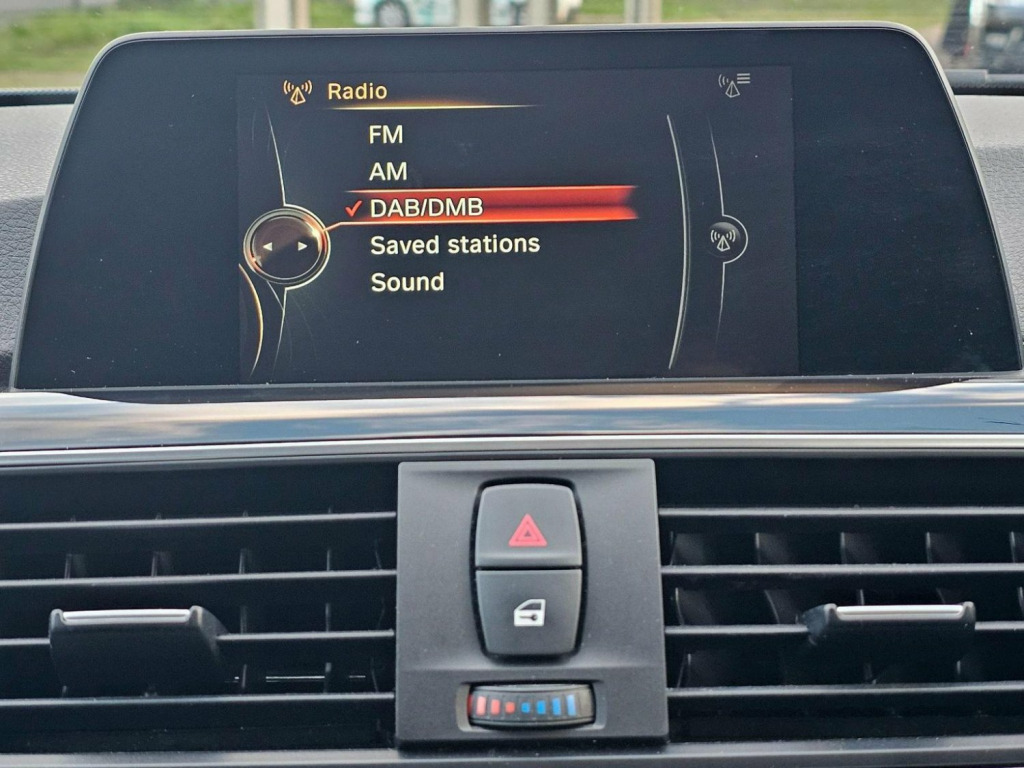 Radio
FM
AM
DAB/DMB
Saved stations
Sound